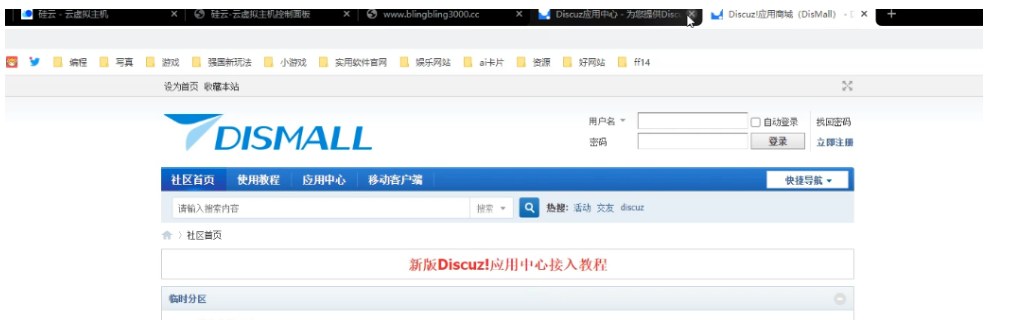 硅云 - 云虚拟主机 硅云-云虚拟主机控制面板 www.blingbling3000.cc Discuz应用中心 - 为您提供Disc Discuz!应用商城 (DisMall) -
编程 写真 游戏 强国新玩法 小游戏 实用软件官网 娱乐网站 ai卡片 资源 好网站 ff14
设为首页 收藏本站
DISMALL
用户名 自动登录 找回密码
密码 登录 立即注册
社区首页 使用教程 应用中心 移动客户端 快捷导航
请输入搜索内容 搜索 热搜: 活动 交友 discuz
社区首页
新版Discuz!应用中心接入教程
临时分区